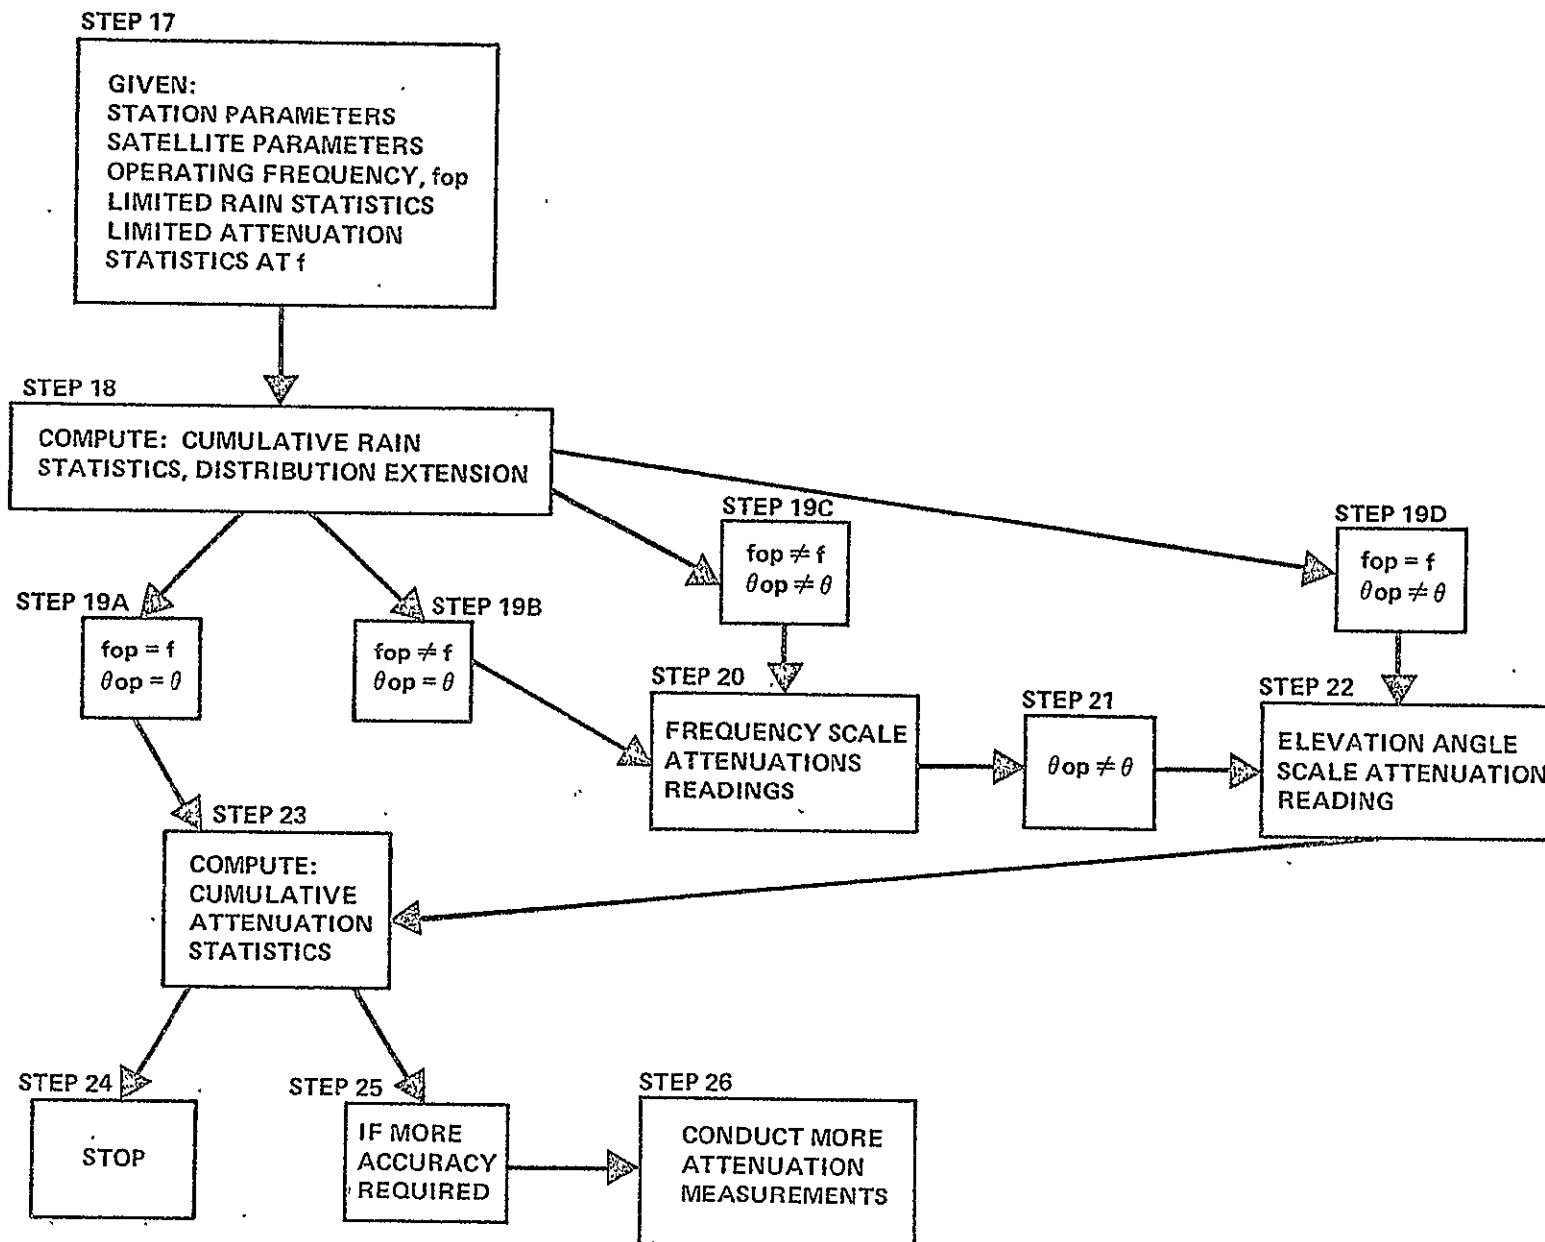 STEP 17
GIVEN:
STATION PARAMETERS
SATELLITE PARAMETERS
OPERATING FREQUENCY, fop
LIMITED RAIN STATISTICS
LIMITED ATTENUATION
STATISTICS AT f
STEP 18
COMPUTE: CUMULATIVE RAIN
STATISTICS, DISTRIBUTION EXTENSION
STEP 19A
fop = f
θop = θ
STEP 19B
fop ≠ f
θop = θ
STEP 19C
fop ≠ f
θop ≠ θ
STEP 19D
fop = f
θop ≠ θ
STEP 20
FREQUENCY SCALE
ATTENUATIONS
READINGS
STEP 21
θop ≠ θ
STEP 22
ELEVATION ANGLE
SCALE ATTENUATION
READING
STEP 23
COMPUTE:
CUMULATIVE
ATTENUATION
STATISTICS
STEP 24
STOP
STEP 25
IF MORE
ACCURACY
REQUIRED
STEP 26
CONDUCT MORE
ATTENUATION
MEASUREMENTS